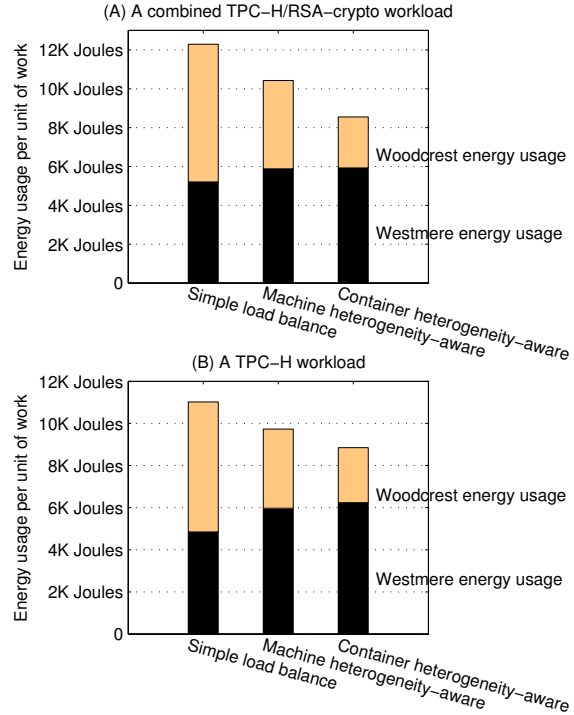 (A) A combined TPC−H/RSA−crypto workload
Energy usage per unit of work
12K Joules
10K Joules
8K Joules
6K Joules
4K Joules
2K Joules
0
Woodcrest energy usage
Westmere energy usage
Simple load balance
Machine heterogeneity−aware
Container heterogeneity−aware
(B) A TPC−H workload
Energy usage per unit of work
12K Joules
10K Joules
8K Joules
6K Joules
4K Joules
2K Joules
0
Woodcrest energy usage
Westmere energy usage
Simple load balance
Machine heterogeneity−aware
Container heterogeneity−aware